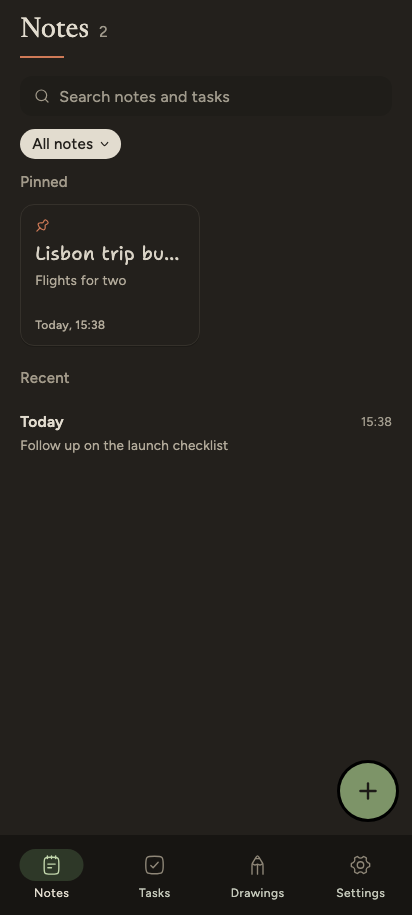 Notes 2
Search notes and tasks
All notes
Pinned
Lisbon trip bu...
Flights for two
Today, 15:38
Recent
Today 15:38
Follow up on the launch checklist
Notes Tasks Drawings Settings